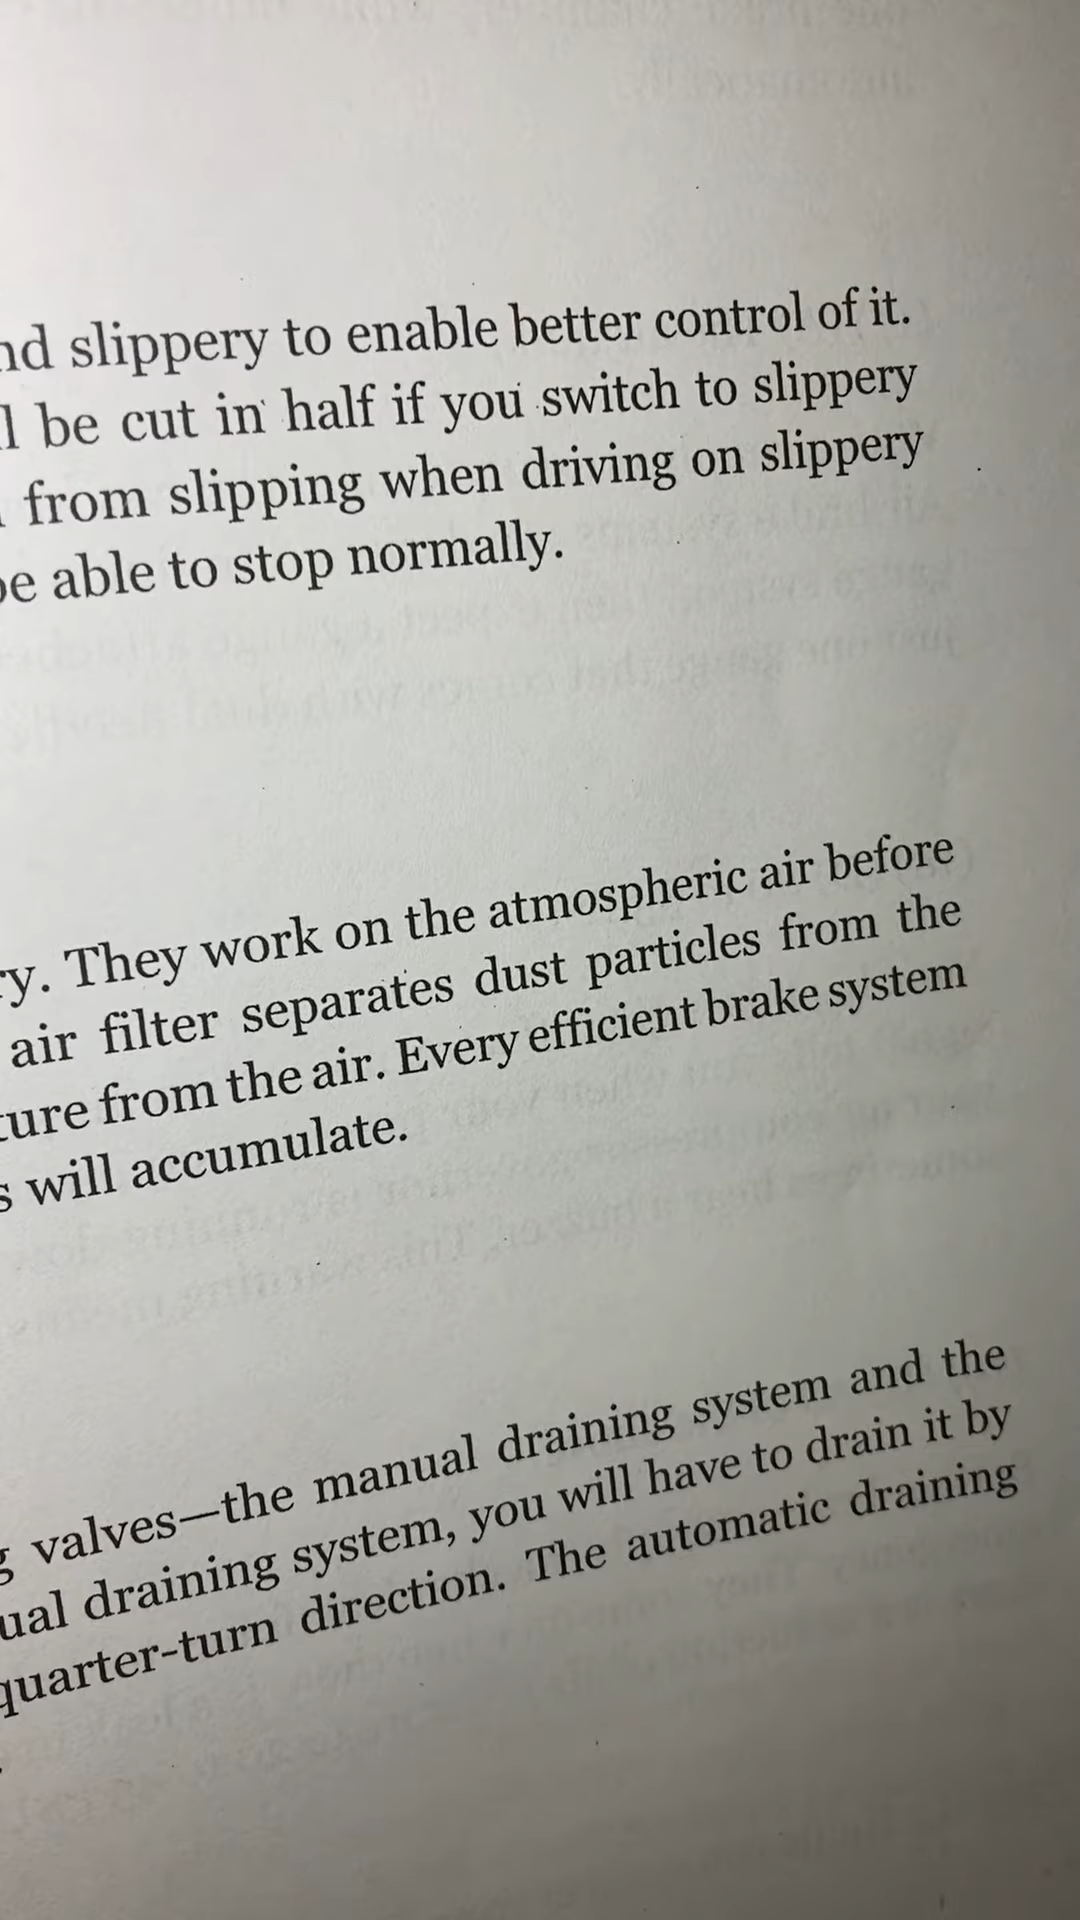 slippery to enable better control of it.
be cut in half if you switch to slippery
from slipping when driving on slippery
able to stop normally.
They work on the atmospheric air before
air filter separates dust particles from the
from the air. Every efficient brake system
will accumulate.
valves—the manual draining system and the
draining system, you will have to drain it by
quarter-turn direction. The automatic draining